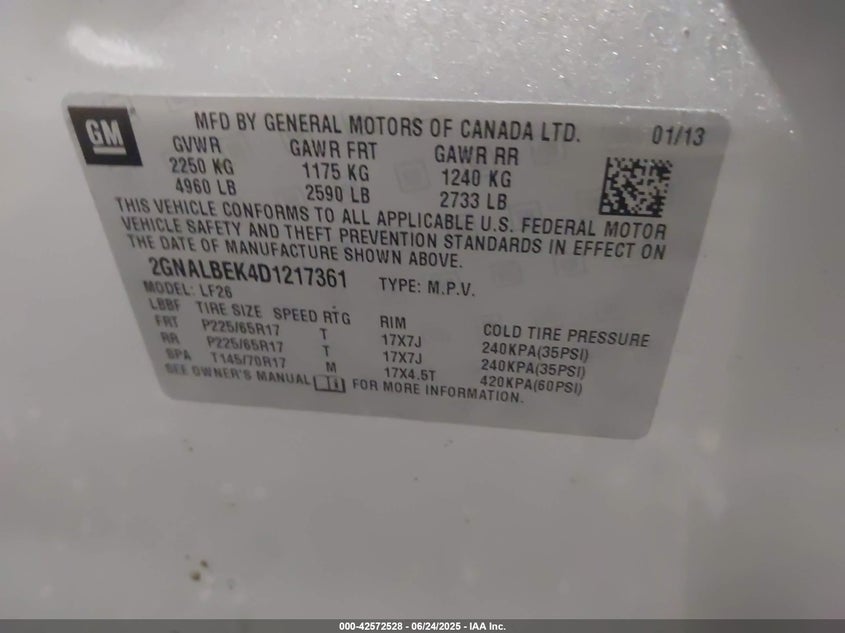 GM
MFD BY GENERAL MOTORS OF CANADA LTD. 01/13
GVWR GAWR FRT GAWR RR
2250 KG 1175 KG 1240 KG
4960 LB 2590 LB 2733 LB
THIS VEHICLE CONFORMS TO ALL APPLICABLE U.S. FEDERAL MOTOR
VEHICLE SAFETY AND THEFT PREVENTION STANDARDS IN EFFECT ON
THE DATE OF MANUFACTURE SHOWN ABOVE.
2GNALBEK4D1217361 TYPE: M.P.V.
MODEL: LF26
LBBF TIRE SIZE SPEED RTG RIM COLD TIRE PRESSURE
FRT P225/65R17 T 17X7J 240KPA(35PSI)
RR P225/65R17 T 17X7J 240KPA(35PSI)
SPA T145/70R17 M 17X4.5T 420KPA(60PSI)
SEE OWNER'S MANUAL FOR MORE INFORMATION.
000-42572528 - 06/24/2025 - IAA Inc.